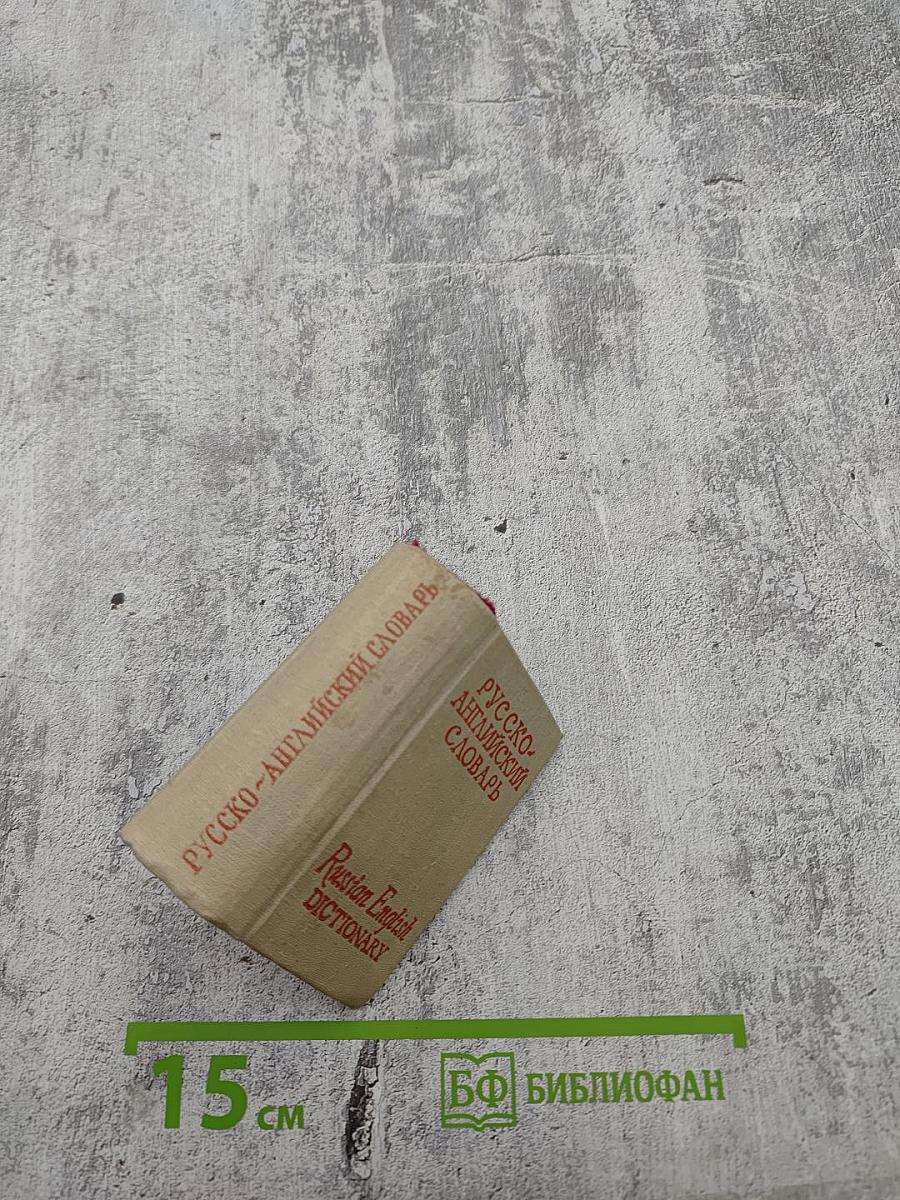 РУССКО-АНГЛИЙСКИЙ СЛОВАРЬ
РУССКО-
АНГЛИЙСКИЙ
СЛОВАРЬ
Russian English
DICTIONARY
15 СМ
БФ БИБЛИОФАН